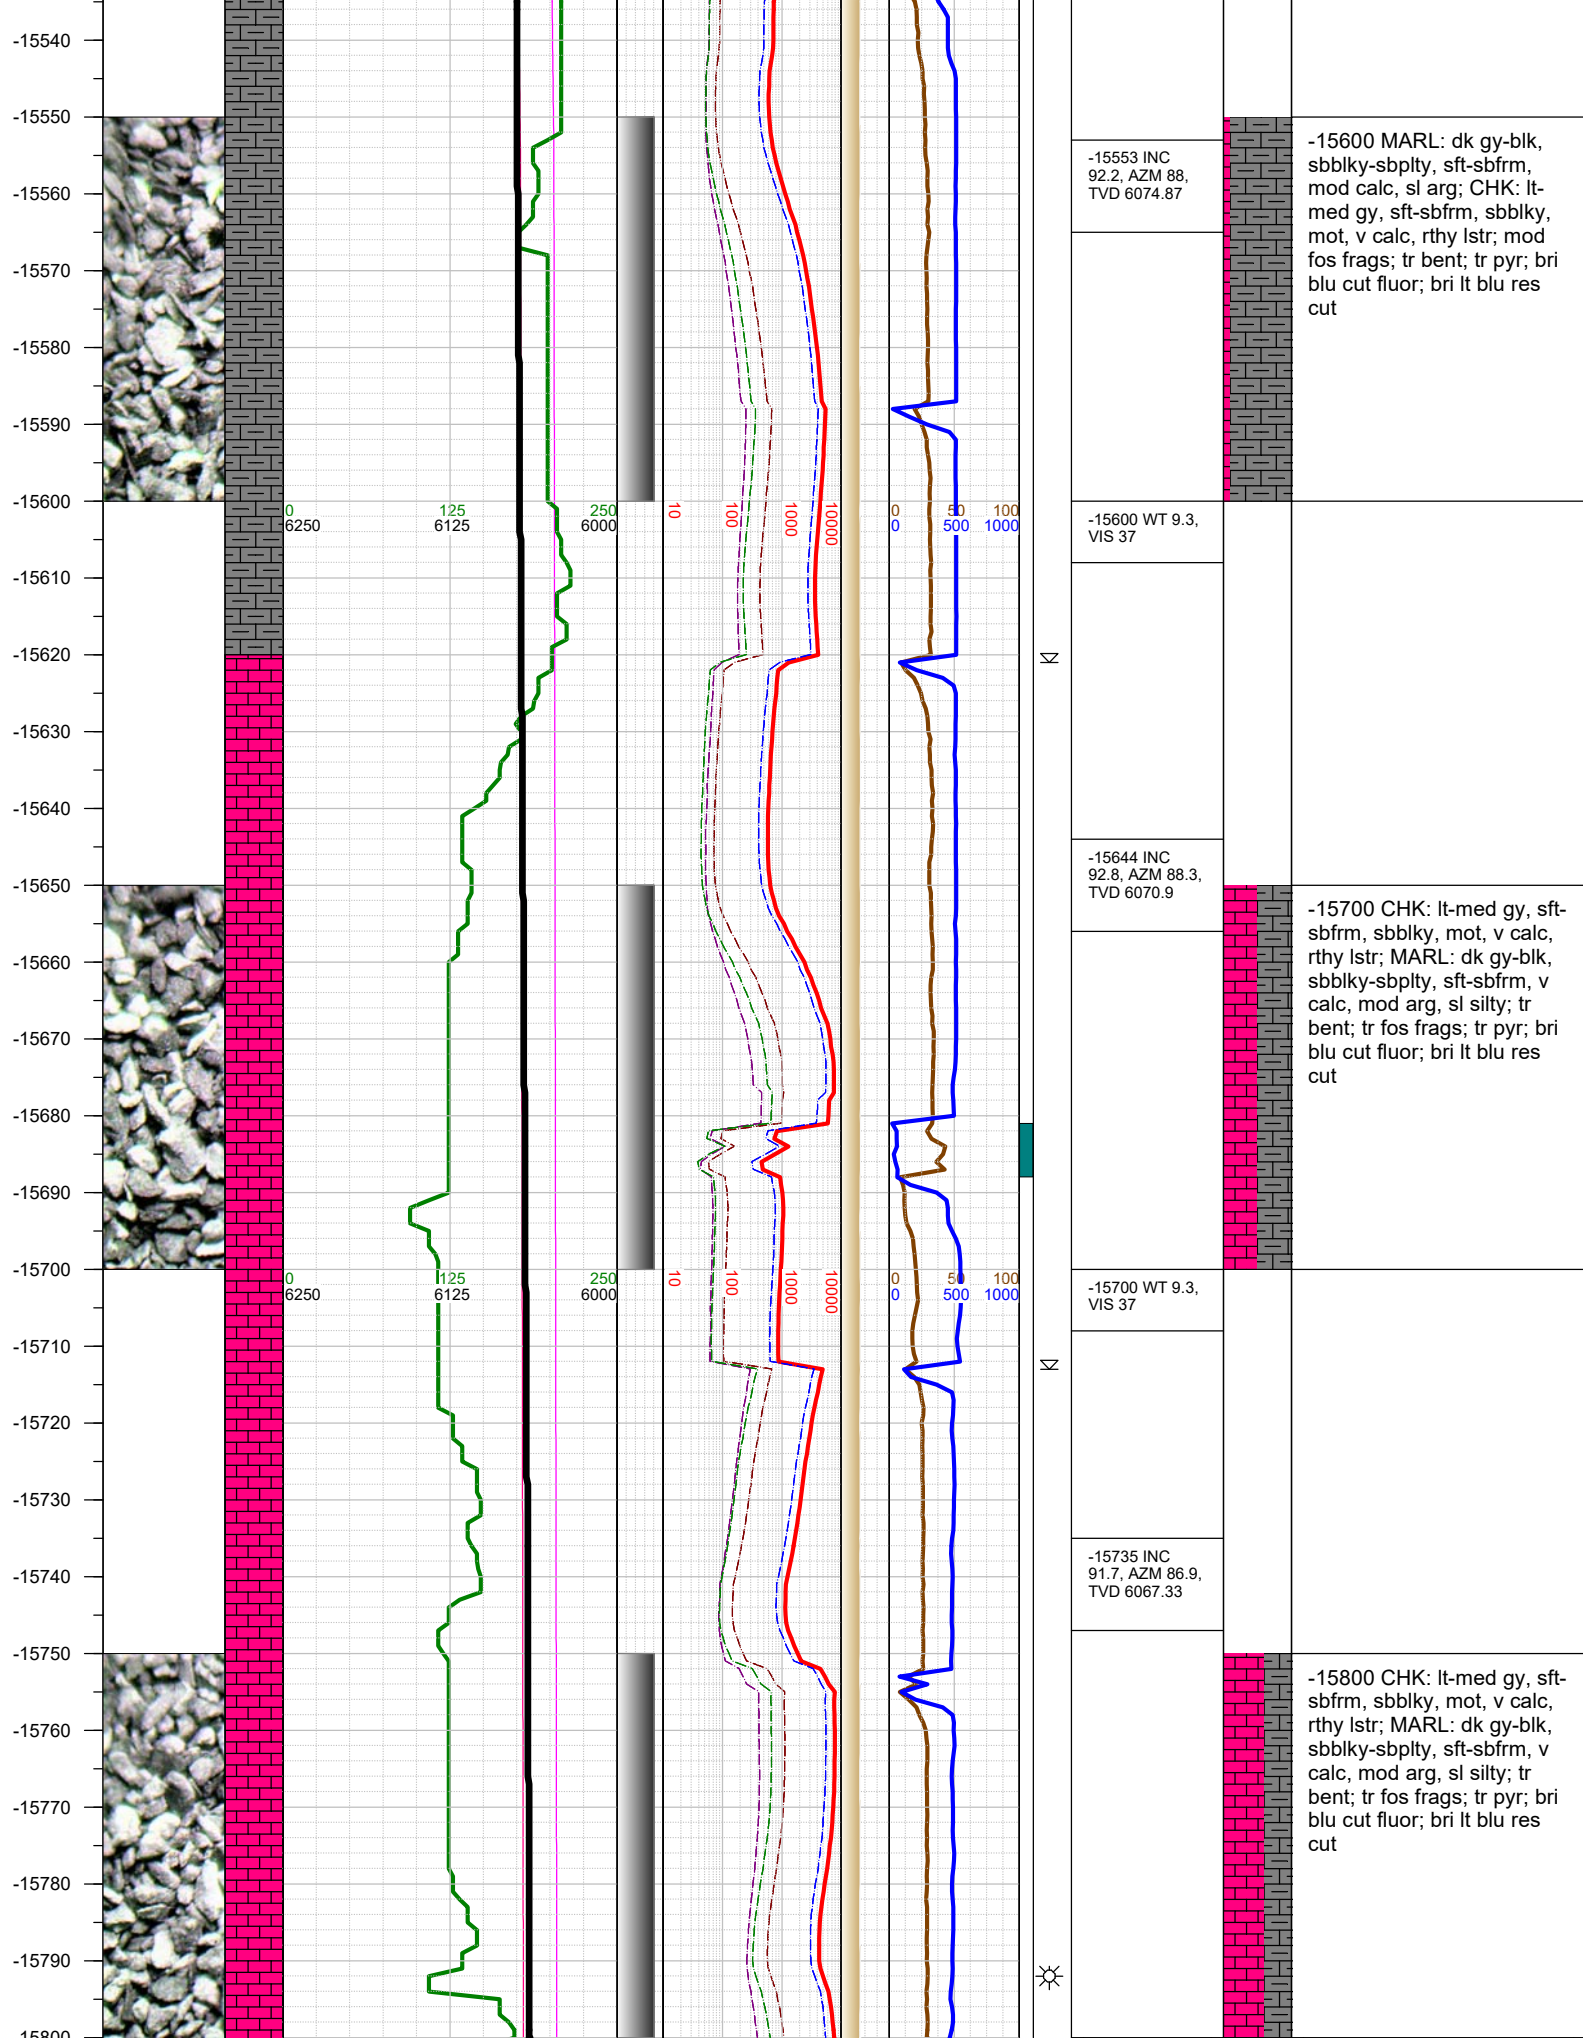 -15540
-15550
-15560
-15570
-15580
-15590
-15600
-15610
-15620
-15630
-15640
-15650
-15660
-15670
-15680
-15690
-15700
-15710
-15720
-15730
-15740
-15750
-15760
-15770
-15780
-15790
-15800
0 125 250
6250 6125 6000
10 100 1000 10000
0 50 100
0 500 1000
0 125 250
6250 6125 6000
10 100 1000 10000
0 50 100
0 500 1000
-15553 INC
92.2, AZM 88,
TVD 6074.87
-15600 WT 9.3,
VIS 37
-15644 INC
92.8, AZM 88.3,
TVD 6070.9
-15700 WT 9.3,
VIS 37
-15735 INC
91.7, AZM 86.9,
TVD 6067.33
-15600 MARL: dk gy-blk,
sbblky-sbplty, sft-sbfrm,
mod calc, sl arg; CHK: lt-
med gy, sft-sbfrm, sbblky,
mot, v calc, rthy lstr; mod
fos frags; tr bent; tr pyr; bri
blu cut fluor; bri lt blu res
cut
-15700 CHK: lt-med gy, sft-
sbfrm, sbblky, mot, v calc,
rthy lstr; MARL: dk gy-blk,
sbblky-sbplty, sft-sbfrm, v
calc, mod arg, sl silty; tr
bent; tr fos frags; tr pyr; bri
blu cut fluor; bri lt blu res
cut
-15800 CHK: lt-med gy, sft-
sbfrm, sbblky, mot, v calc,
rthy lstr; MARL: dk gy-blk,
sbblky-sbplty, sft-sbfrm, v
calc, mod arg, sl silty; tr
bent; tr fos frags; tr pyr; bri
blu cut fluor; bri lt blu res
cut